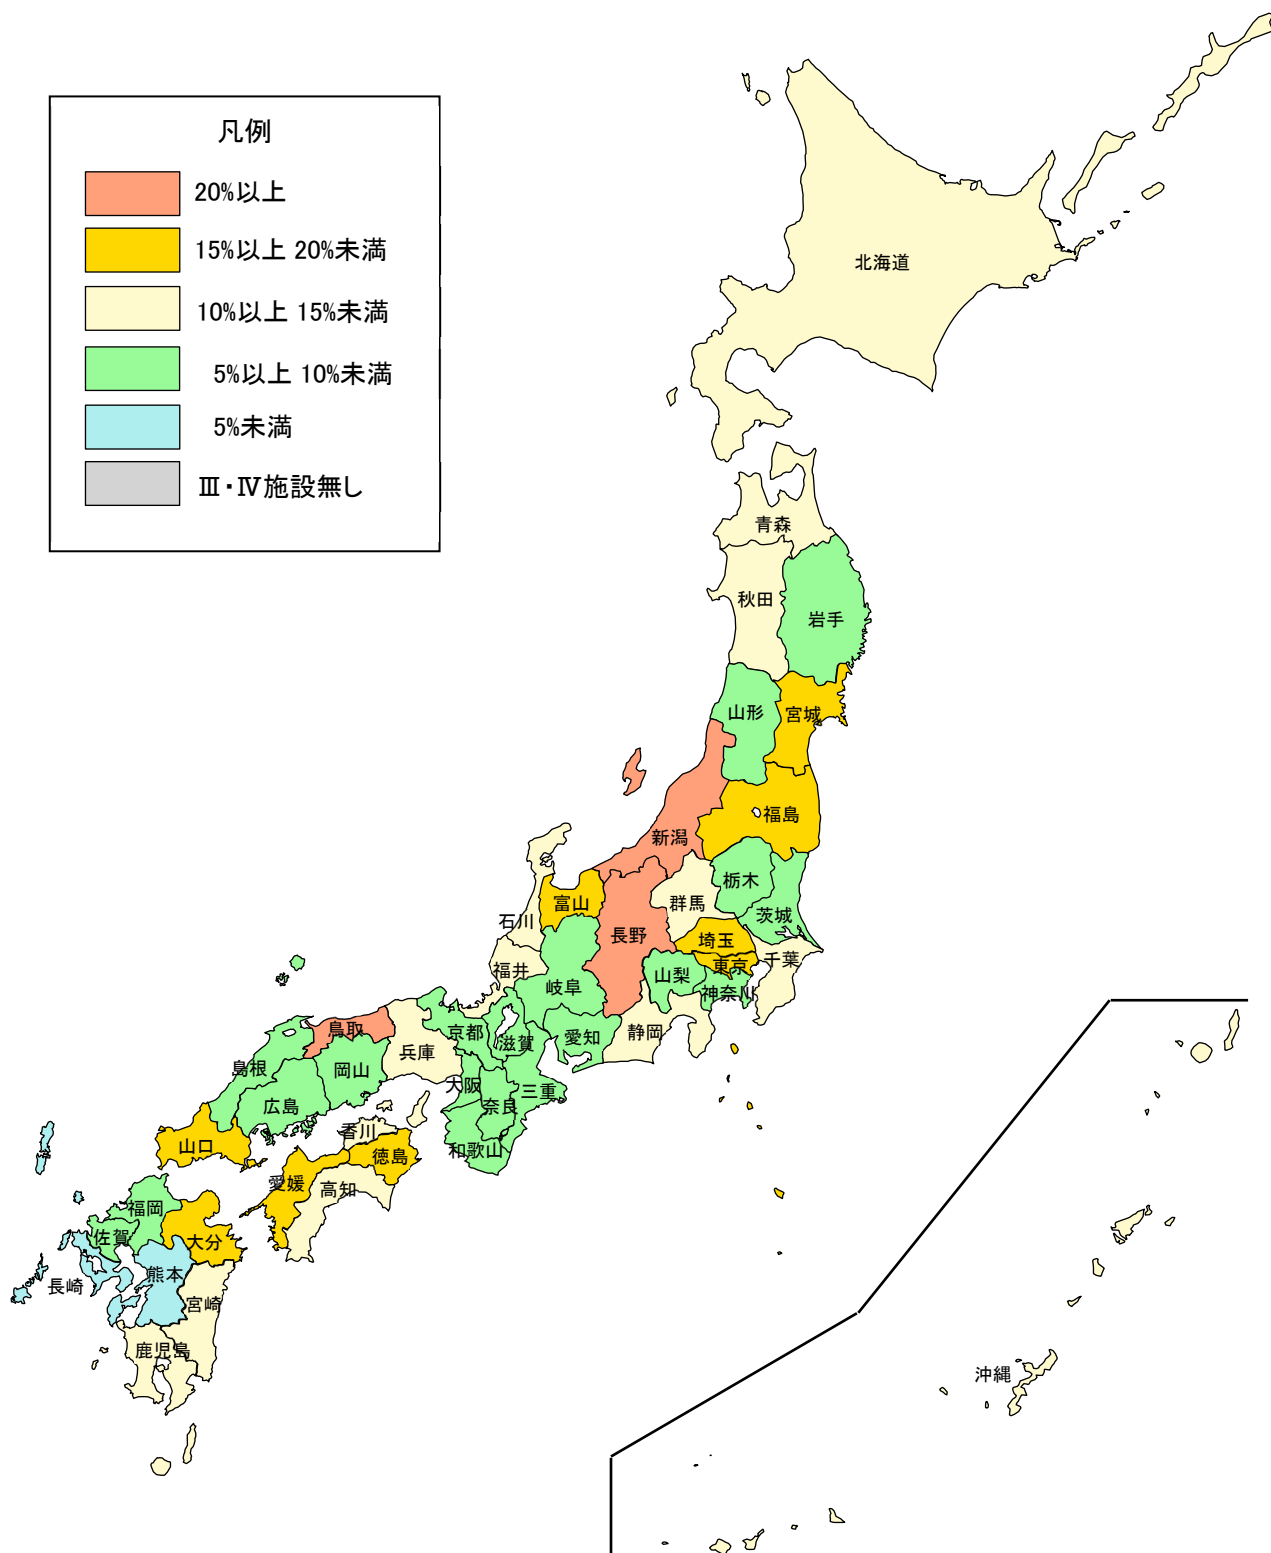 凡例
20%以上
15%以上 20%未満
10%以上 15%未満
5%以上 10%未満
5%未満
Ⅲ・Ⅳ施設無し
北海道
青森
秋田
岩手
山形
宮城
福島
新潟
栃木
群馬
茨城
富山
石川
長野
埼玉
東京
千葉
福井
山梨
神奈川
岐阜
静岡
愛知
滋賀
京都
兵庫
鳥取
岡山
島根
広島
大阪
奈良
三重
和歌山
香川
徳島
山口
愛媛
高知
福岡
佐賀
大分
熊本
長崎
宮崎
鹿児島
沖縄